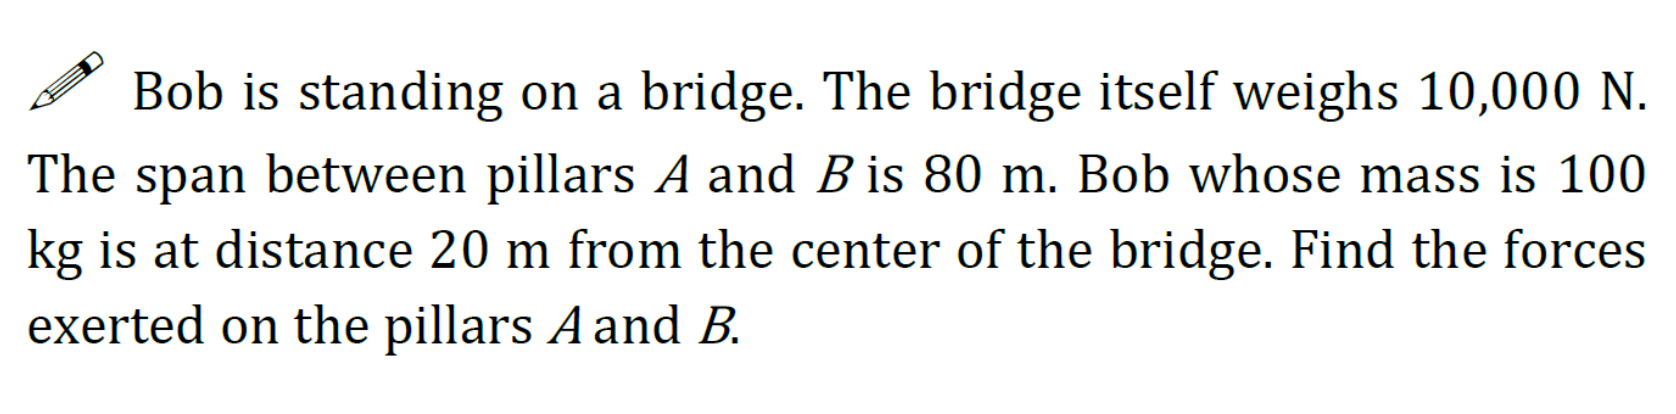 Bob is standing on a bridge. The bridge itself weighs 10,000 N.
The span between pillars A and B is 80 m. Bob whose mass is 100
kg is at distance 20 m from the center of the bridge. Find the forces
exerted on the pillars A and B.